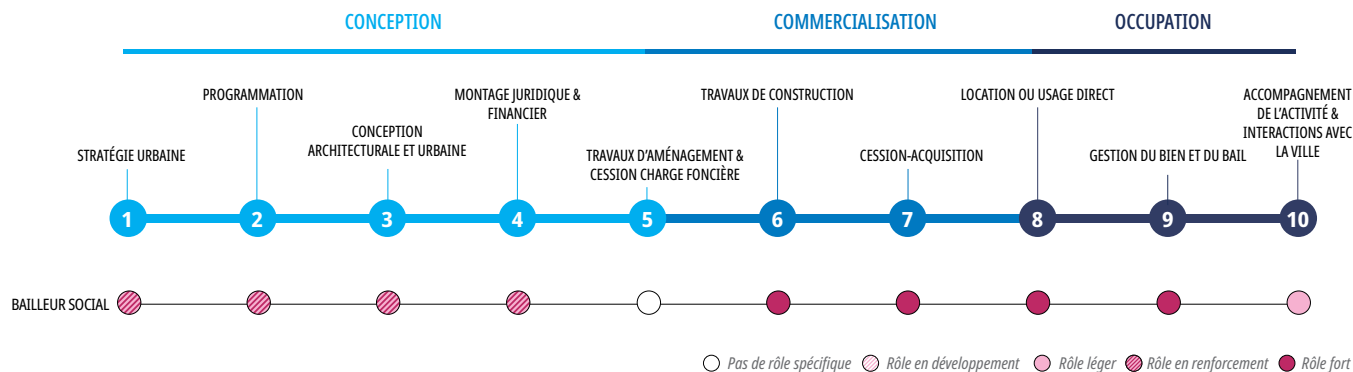 CONCEPTION
COMMERCIALISATION
OCCUPATION
STRATÉGIE URBAINE
PROGRAMMATION
CONCEPTION
ARCHITECTURALE ET URBAINE
MONTAGE JURIDIQUE &
FINANCIER
TRAVAUX D'AMÉNAGEMENT &
CESSION CHARGE FONCIÈRE
TRAVAUX DE CONSTRUCTION
CESSION-ACQUISITION
LOCATION OU USAGE DIRECT
GESTION DU BIEN ET DU BAIL
ACCOMPAGNEMENT
DE L'ACTIVITÉ &
INTERACTIONS AVEC
LA VILLE
1
2
3
4
5
6
7
8
9
10
BAILLEUR SOCIAL
Pas de rôle spécifique
Rôle en développement
Rôle léger
Rôle en renforcement
Rôle fort